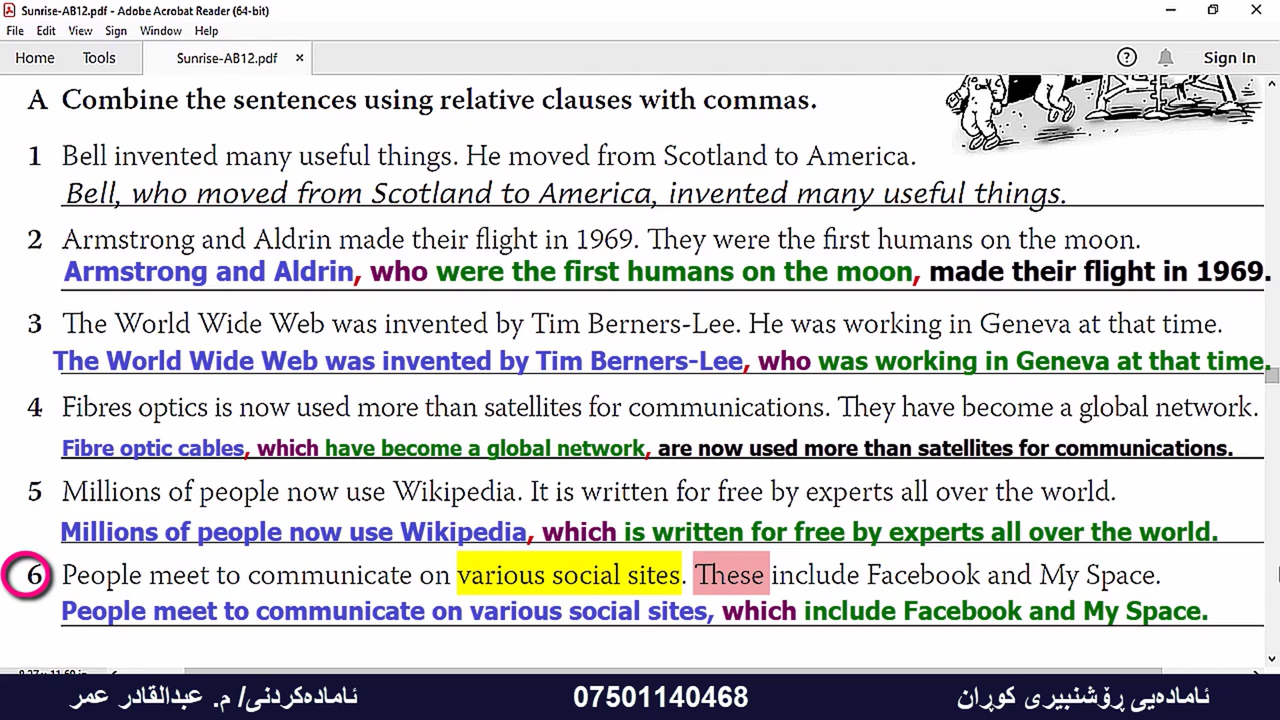 Sunrise-AB12.pdf - Adobe Acrobat Reader (64-bit)
File Edit View Sign Window Help
Home Tools Sunrise-AB12.pdf × ? Sign In
A Combine the sentences using relative clauses with commas.
1 Bell invented many useful things. He moved from Scotland to America.
Bell, who moved from Scotland to America, invented many useful things.
2 Armstrong and Aldrin made their flight in 1969. They were the first humans on the moon.
Armstrong and Aldrin, who were the first humans on the moon, made their flight in 1969.
3 The World Wide Web was invented by Tim Berners-Lee. He was working in Geneva at that time.
The World Wide Web was invented by Tim Berners-Lee, who was working in Geneva at that time.
4 Fibres optics is now used more than satellites for communications. They have become a global network.
Fibre optic cables, which have become a global network, are now used more than satellites for communications.
5 Millions of people now use Wikipedia. It is written for free by experts all over the world.
Millions of people now use Wikipedia, which is written for free by experts all over the world.
6 People meet to communicate on various social sites. These include Facebook and My Space.
People meet to communicate on various social sites, which include Facebook and My Space.
ئامادەکردنی/ م. عبدالقادر عمر 07501140468 ئامادەیی ڕۆشنبیری کوڕان